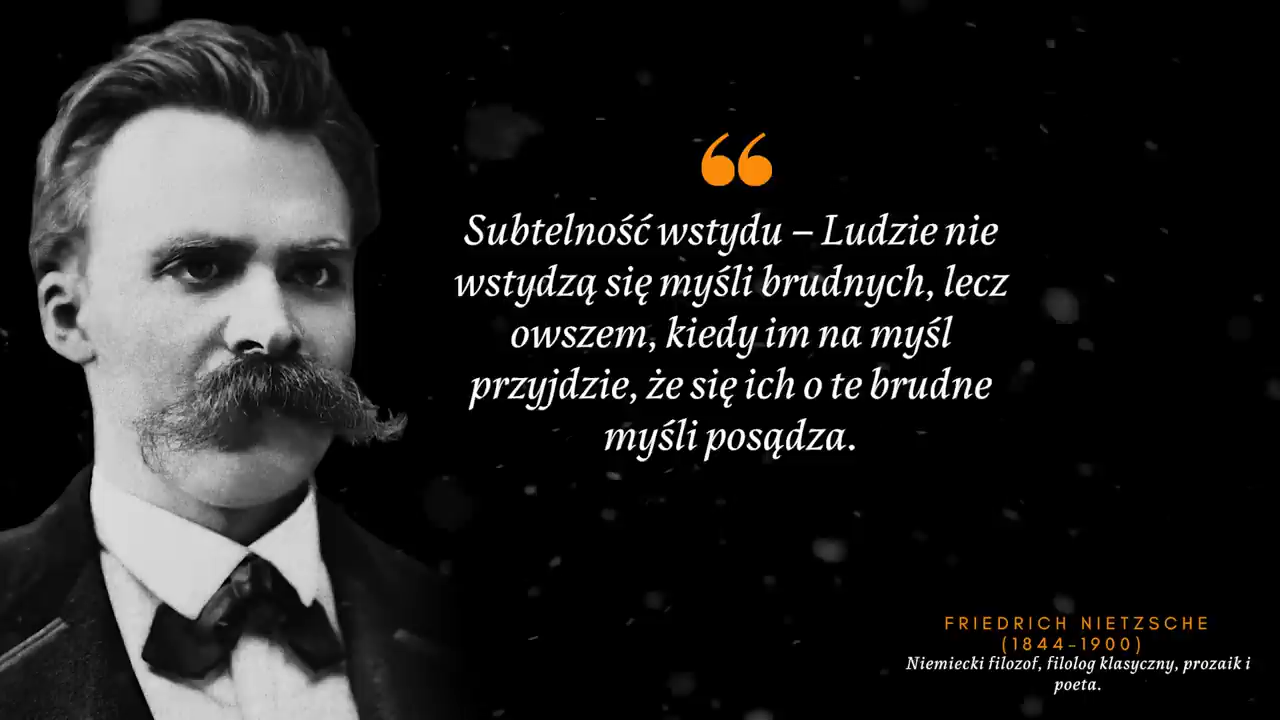 Subtelność wstydu – Ludzie nie
wstydzą się myśli brudnych, lecz
owszem, kiedy im na myśl
przyjdzie, że się ich o te brudne
myśli posądza.
FRIEDRICH NIETZSCHE
(1844-1900)
Niemiecki filozof, filolog klasyczny, prozaik i
poeta.